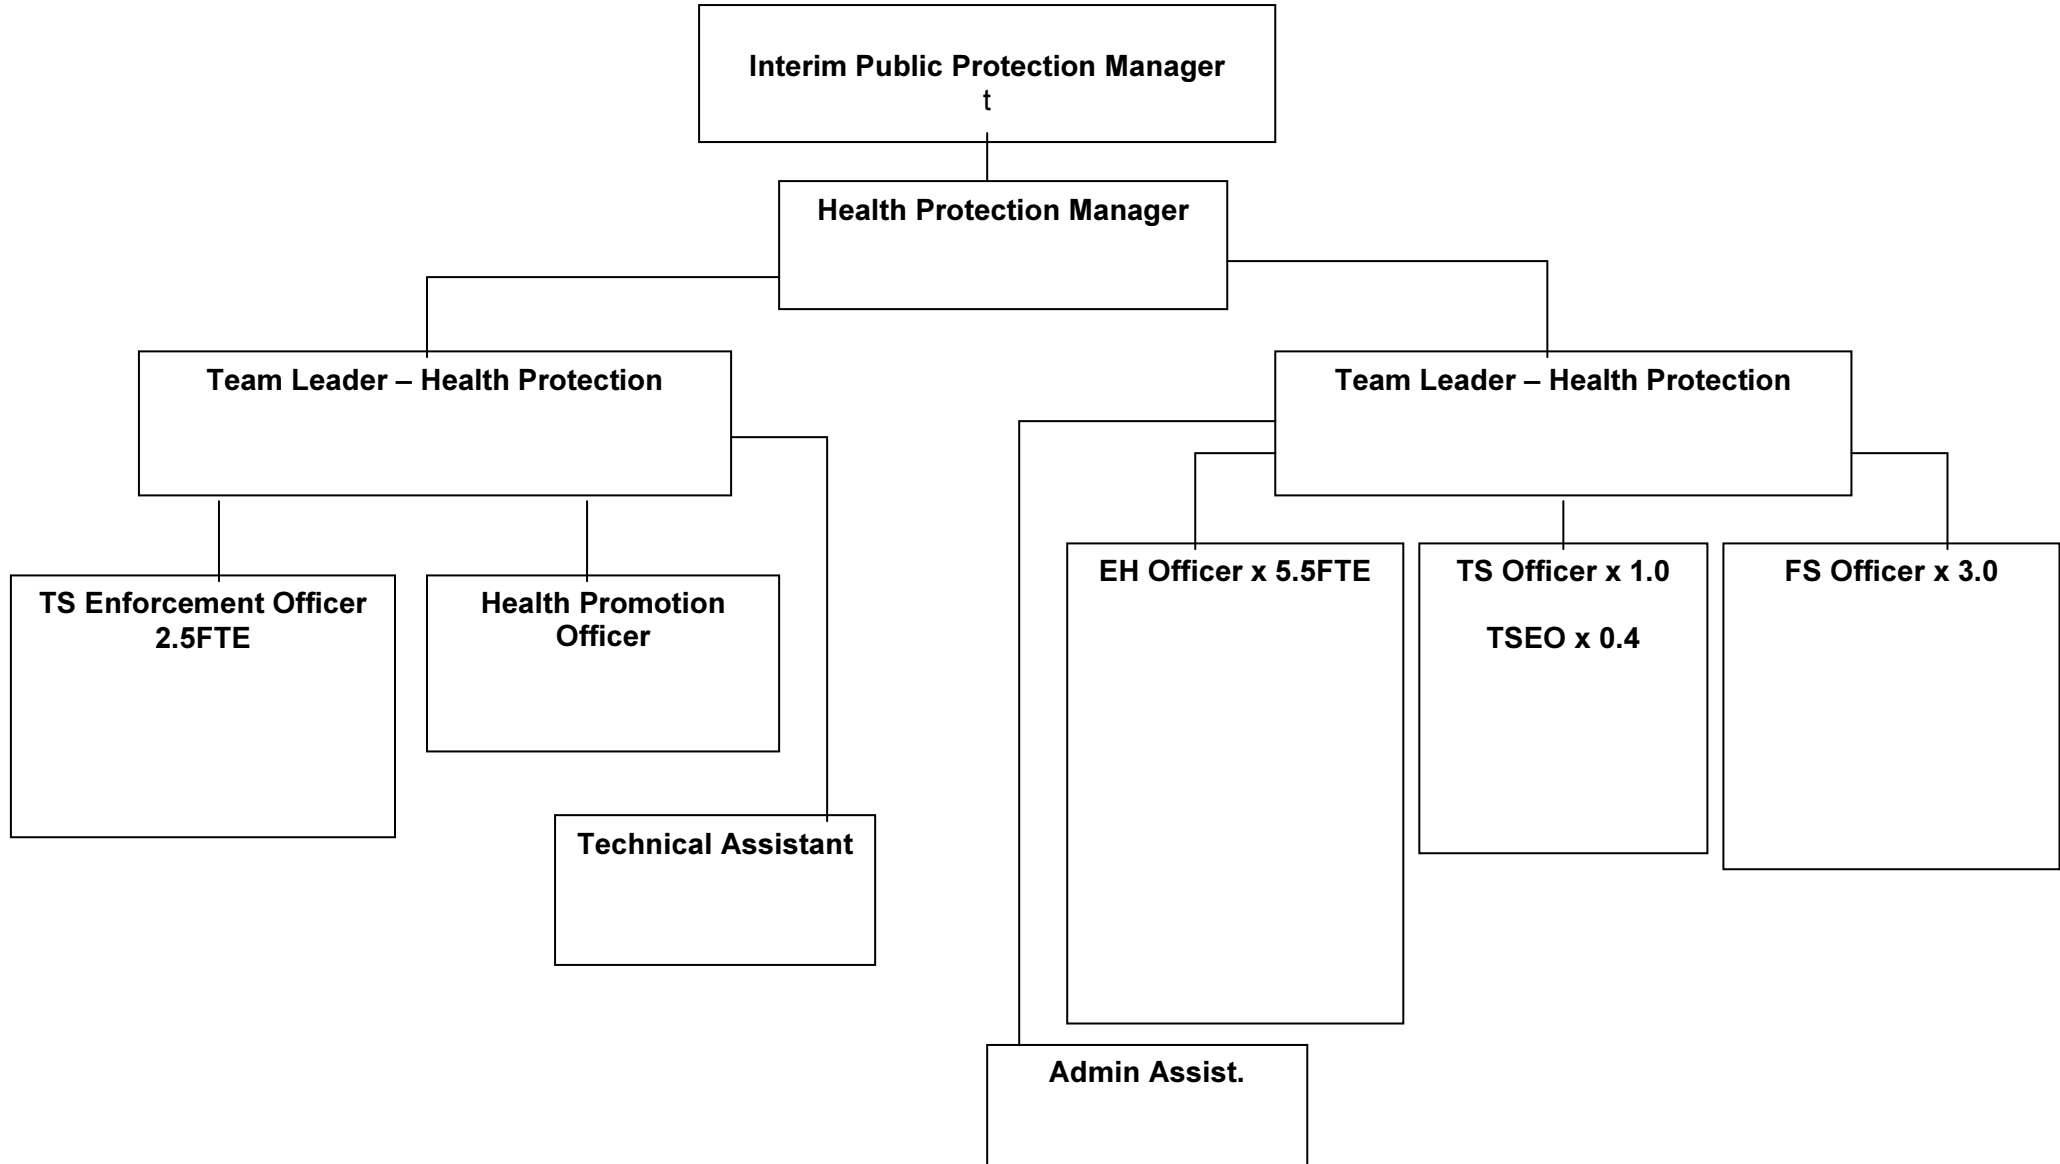 Interim Public Protection Manager
t
Health Protection Manager
Team Leader – Health Protection
Team Leader – Health Protection
EH Officer x 5.5FTE
TS Officer x 1.0
TSEO x 0.4
FS Officer x 3.0
TS Enforcement Officer
2.5FTE
Health Promotion
Officer
Technical Assistant
Admin Assist.